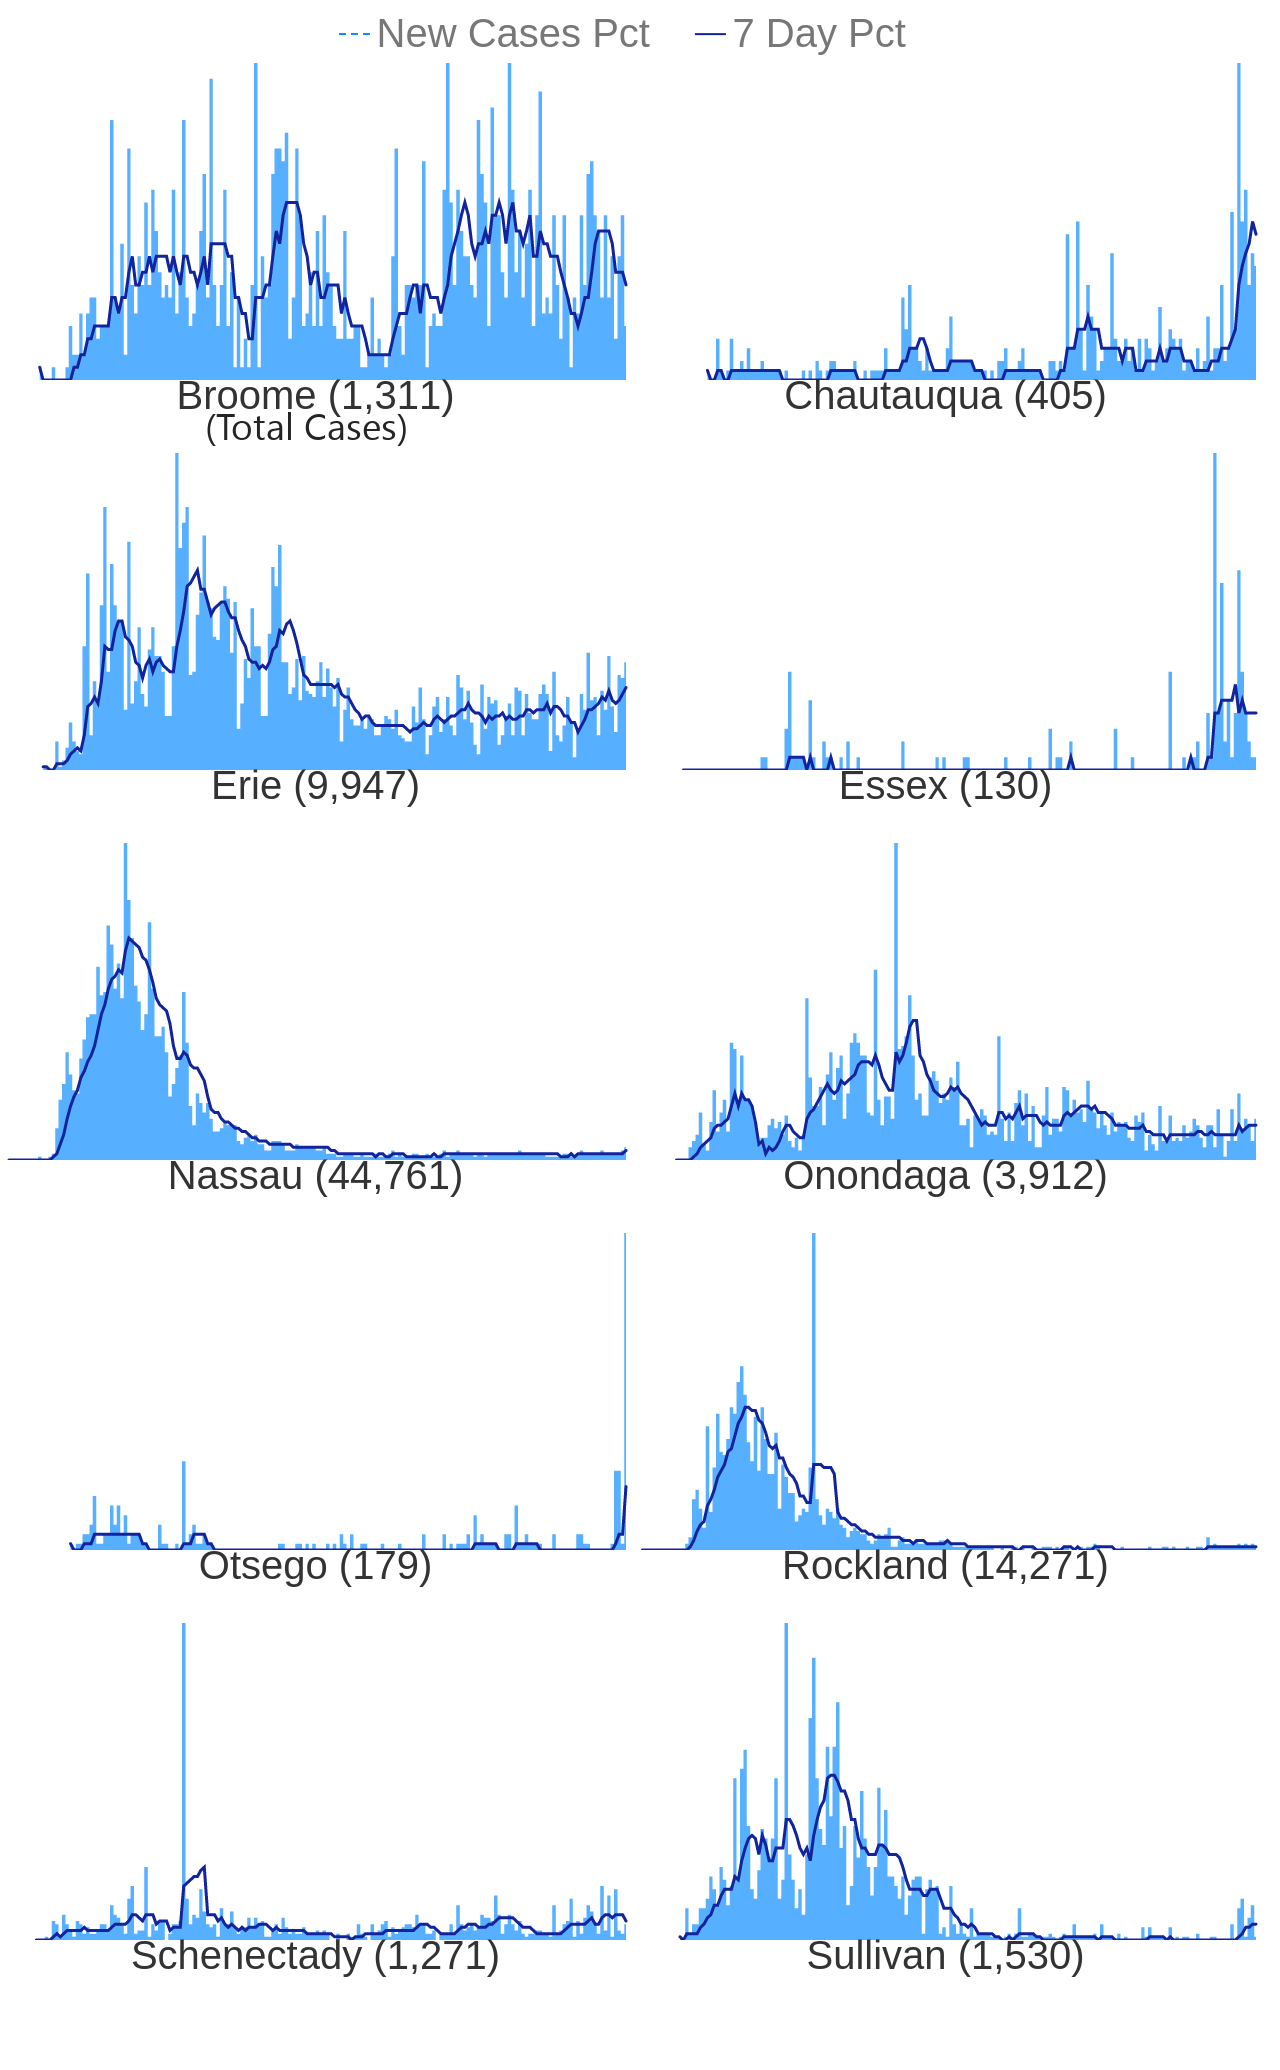 New Cases Pct 7 Day Pct
Broome (1,311) Chautauqua (405)
(Total Cases)
Erie (9,947) Essex (130)
Nassau (44,761) Onondaga (3,912)
Otsego (179) Rockland (14,271)
Schenectady (1,271) Sullivan (1,530)